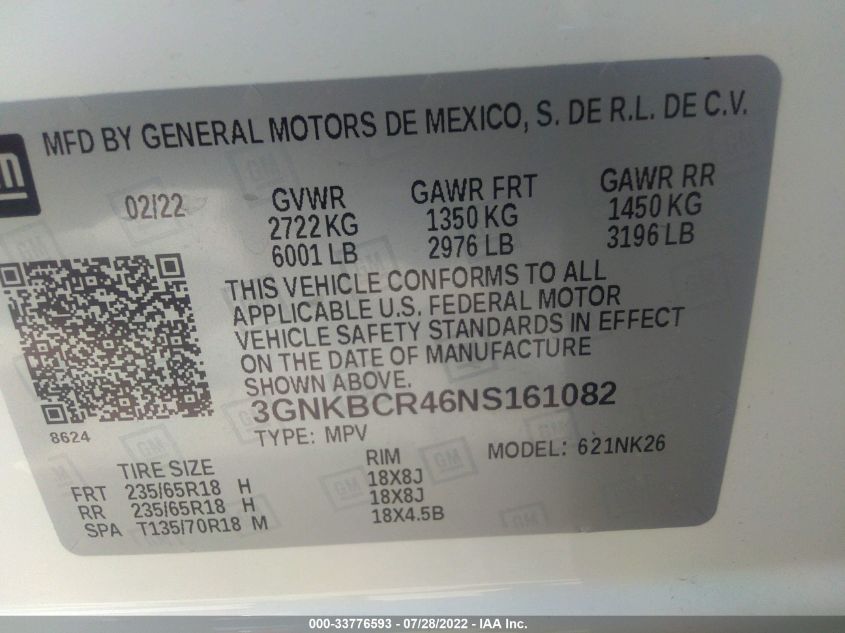 MFD BY GENERAL MOTORS DE MEXICO, S. DE R.L. DE C.V.
02/22
GVWR
2722 KG
6001 LB
GAWR FRT
1350 KG
2976 LB
GAWR RR
1450 KG
3196 LB
THIS VEHICLE CONFORMS TO ALL
APPLICABLE U.S. FEDERAL MOTOR
VEHICLE SAFETY STANDARDS IN EFFECT
ON THE DATE OF MANUFACTURE
SHOWN ABOVE.
3GNKBCR46NS161082
8624
TYPE: MPV
MODEL: 621NK26
TIRE SIZE
RIM
FRT 235/65R18 H 18X8J
RR 235/65R18 H 18X8J
SPA T135/70R18 M 18X4.5B
000-33776593 / 07/28/2022 - IAA Inc.